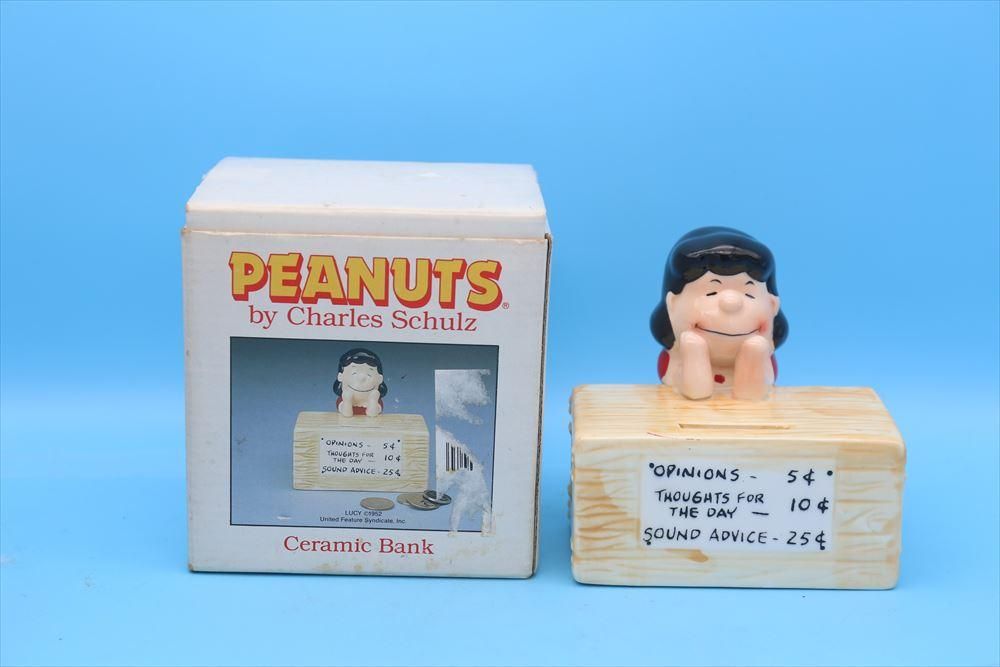 PEANUTS®
by Charles Schulz
OPINIONS - 5¢
THOUGHTS FOR
THE DAY — 10¢
SOUND ADVICE - 25¢
LUCY ©1952
United Feature Syndicate, Inc.
Ceramic Bank
OPINIONS - 5¢
THOUGHTS FOR
THE DAY — 10¢
SOUND ADVICE - 25¢